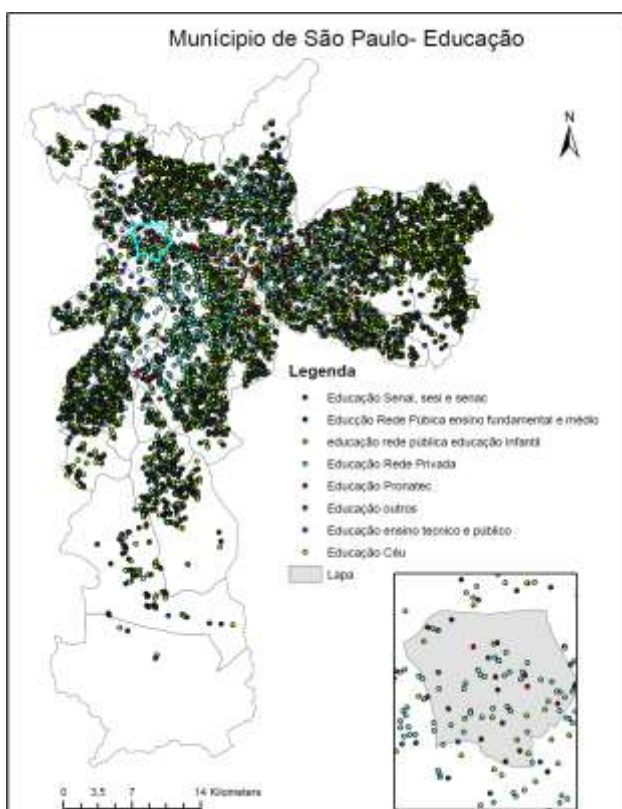 Munícipio de São Paulo- Educação
N
Legenda
Educação Senai, sesi e senac
Educção Rede Púbica ensino fundamental e médio
educação rede pública educação infantil
Educação Rede Privada
Educação Pronatec
Educação outros
Educação ensino tecnico e público
Educação Céu
Lapa
0 3,5 7 14 Kilometers